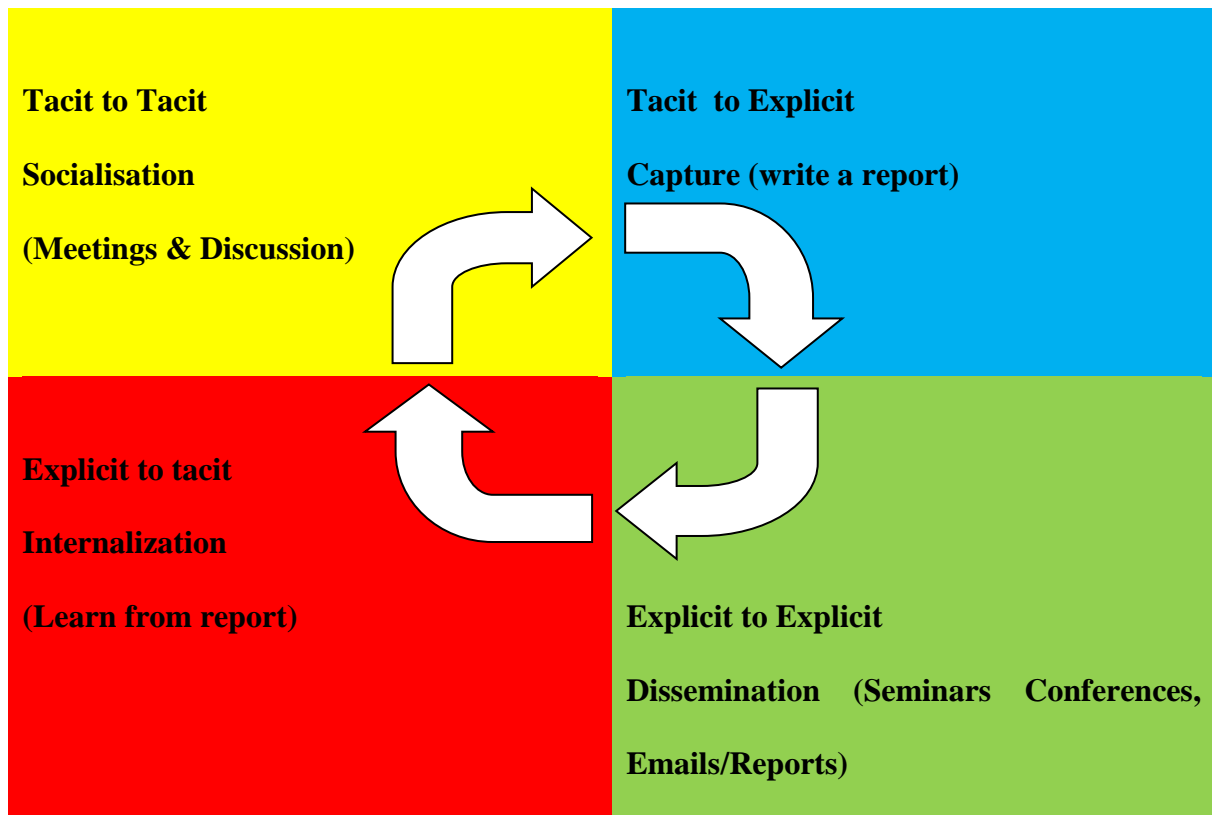 Tacit to Tacit
Socialisation
(Meetings & Discussion)
Tacit  to Explicit
Capture (write a report)
Explicit to tacit
Internalization
(Learn from report)
Explicit to Explicit
Dissemination (Seminars Conferences,
Emails/Reports)